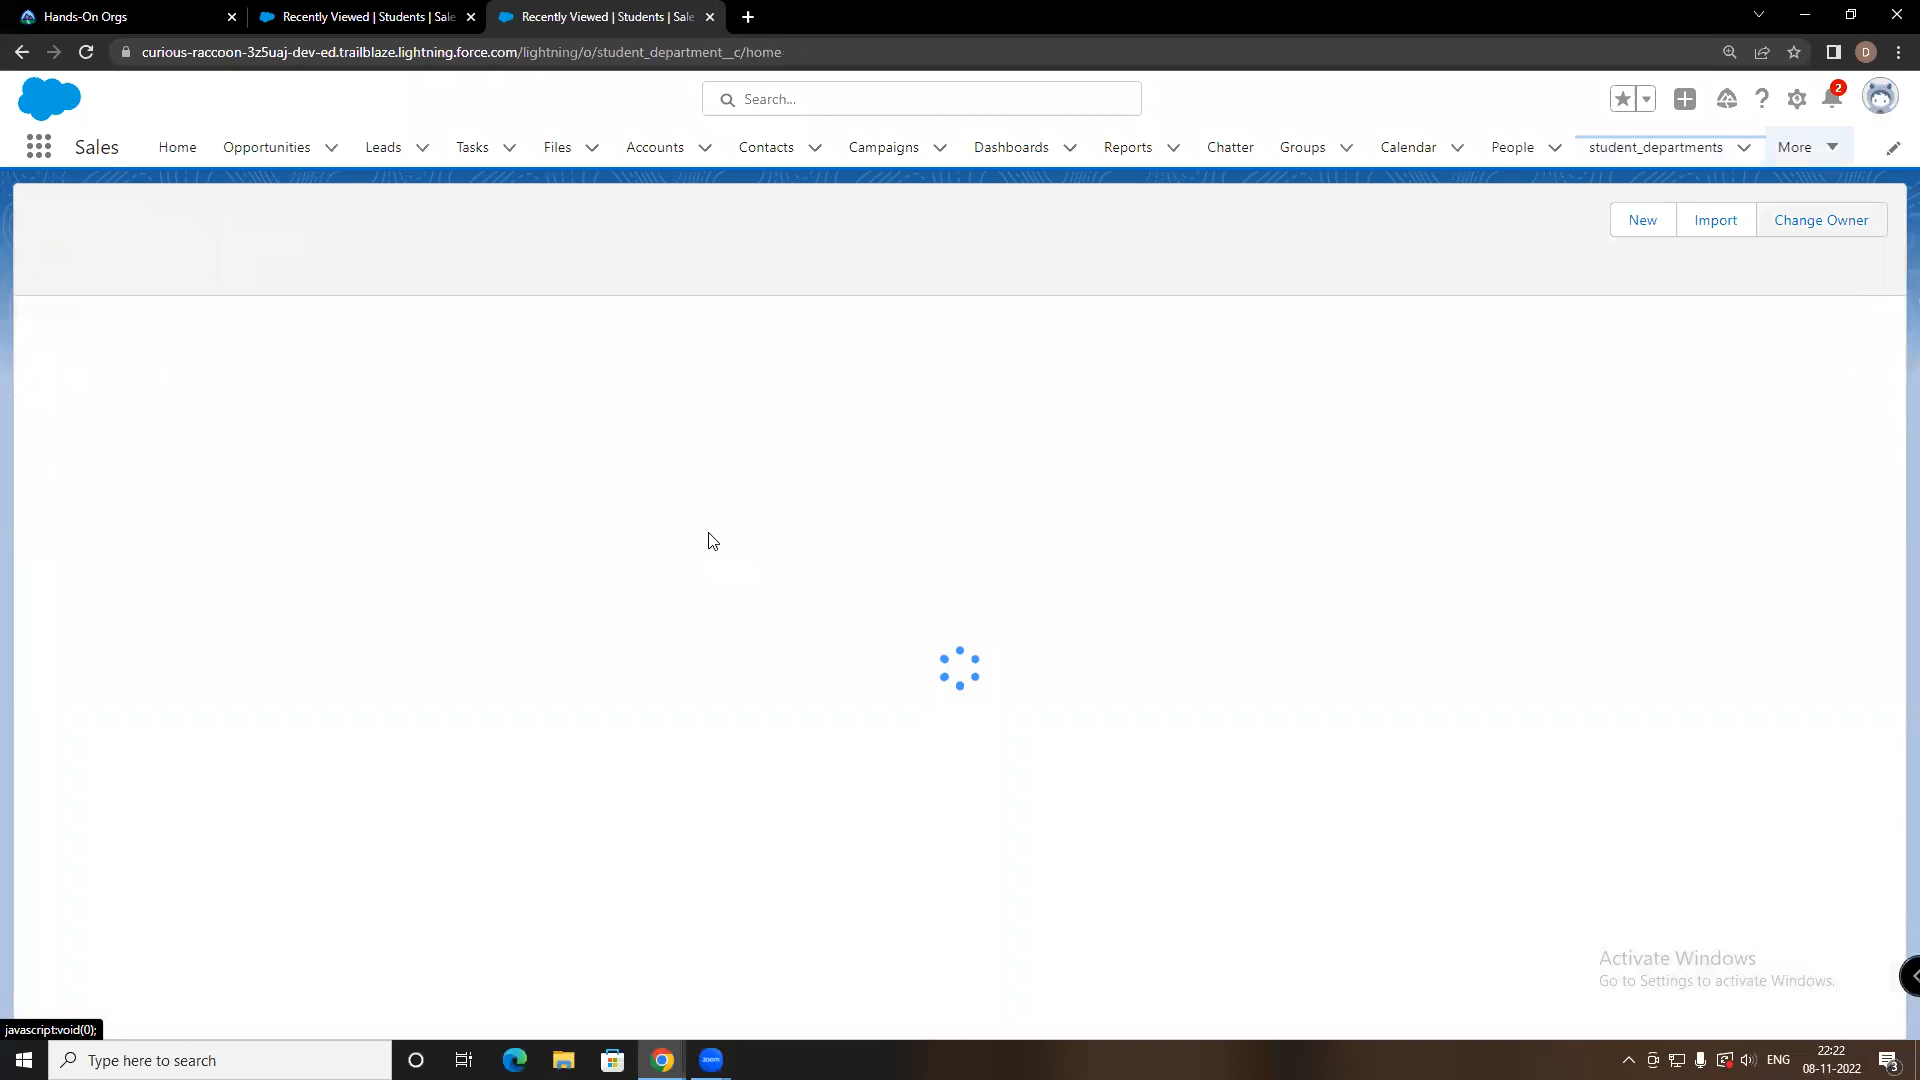 Hands-On Orgs
Recently Viewed | Students | Sale
Recently Viewed | Students | Sale
curious-raccoon-3z5uaj-dev-ed.trailblaze.lightning.force.com/lightning/o/student_department__c/home
D
Search...
2
Sales
Home
Opportunities
Leads
Tasks
Files
Accounts
Contacts
Campaigns
Dashboards
Reports
Chatter
Groups
Calendar
People
student_departments
More
New
Import
Change Owner
Activate Windows
Go to Settings to activate Windows.
javascript:void(0);
Type here to search
zoom
ENG
22:22
08-11-2022
3